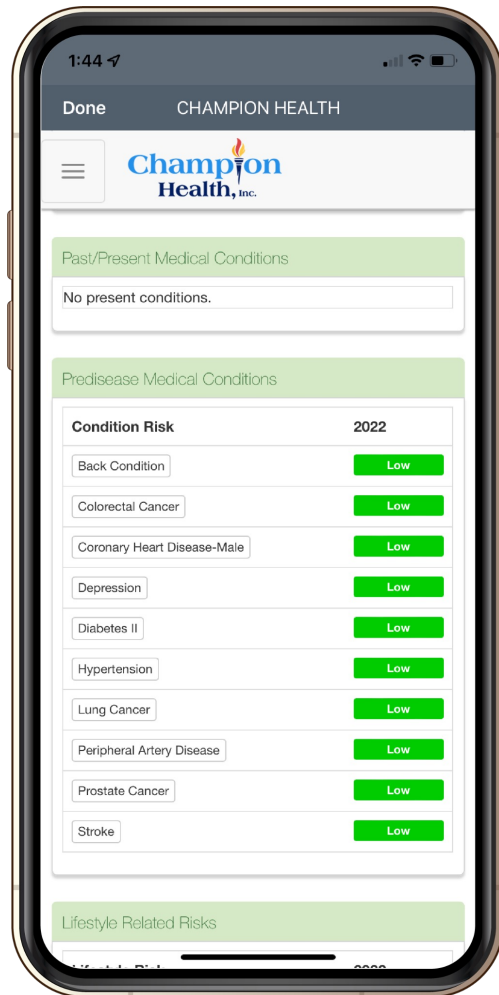 1:44
Done CHAMPION HEALTH
Champion
Health, Inc.
Past/Present Medical Conditions
No present conditions.
Predisease Medical Conditions
Condition Risk 2022
Back Condition Low
Colorectal Cancer Low
Coronary Heart Disease-Male Low
Depression Low
Diabetes II Low
Hypertension Low
Lung Cancer Low
Peripheral Artery Disease Low
Prostate Cancer Low
Stroke Low
Lifestyle Related Risks